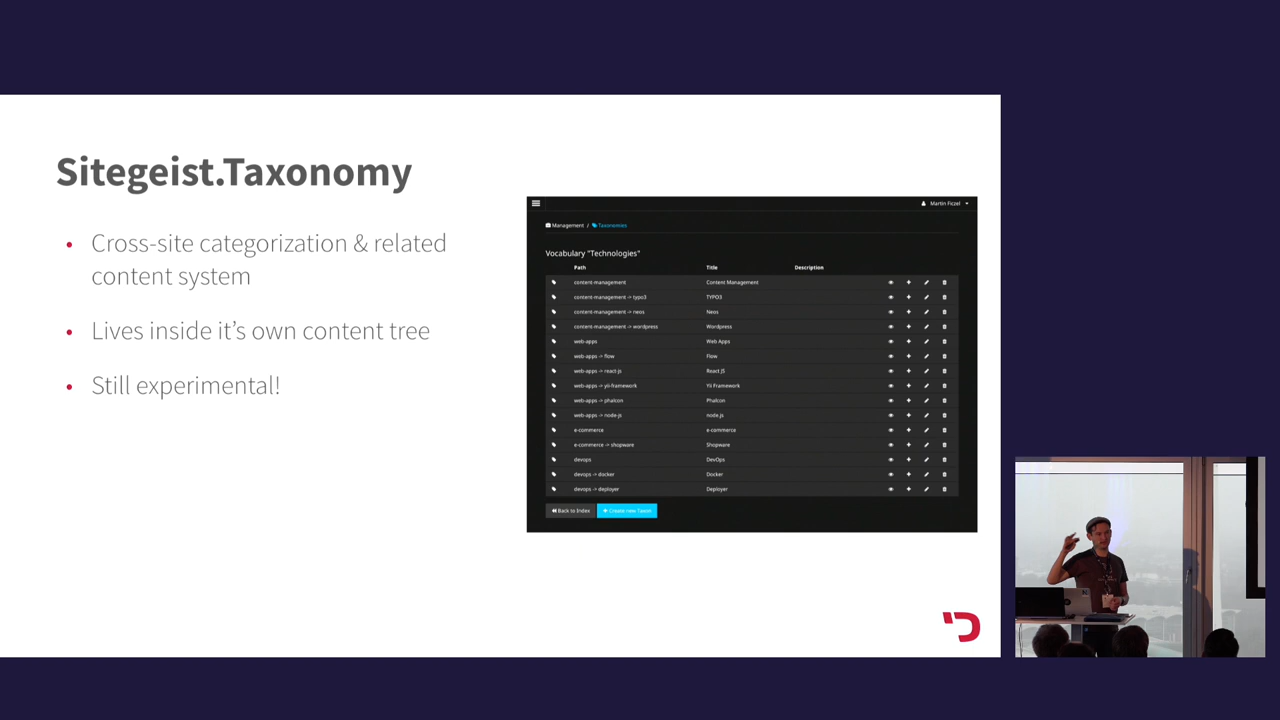 Sitegeist.Taxonomy
• Cross-site categorization & related
content system
• Lives inside it's own content tree
• Still experimental!
Martin Ficzel
Management / Taxonomies
Vocabulary "Technologies"
Path Title Description
content-management Content Management
content-management -> typo3 TYPO3
content-management -> neos Neos
content-management -> wordpress Wordpress
web-apps Web Apps
web-apps -> flow Flow
web-apps -> react-js React JS
web-apps -> yii-framework Yii Framework
web-apps -> phalcon Phalcon
web-apps -> node-js node.js
e-commerce e-commerce
e-commerce -> shopware Shopware
devops DevOps
devops -> docker Docker
devops -> deployer Deployer
Back to Index + Create new Taxon